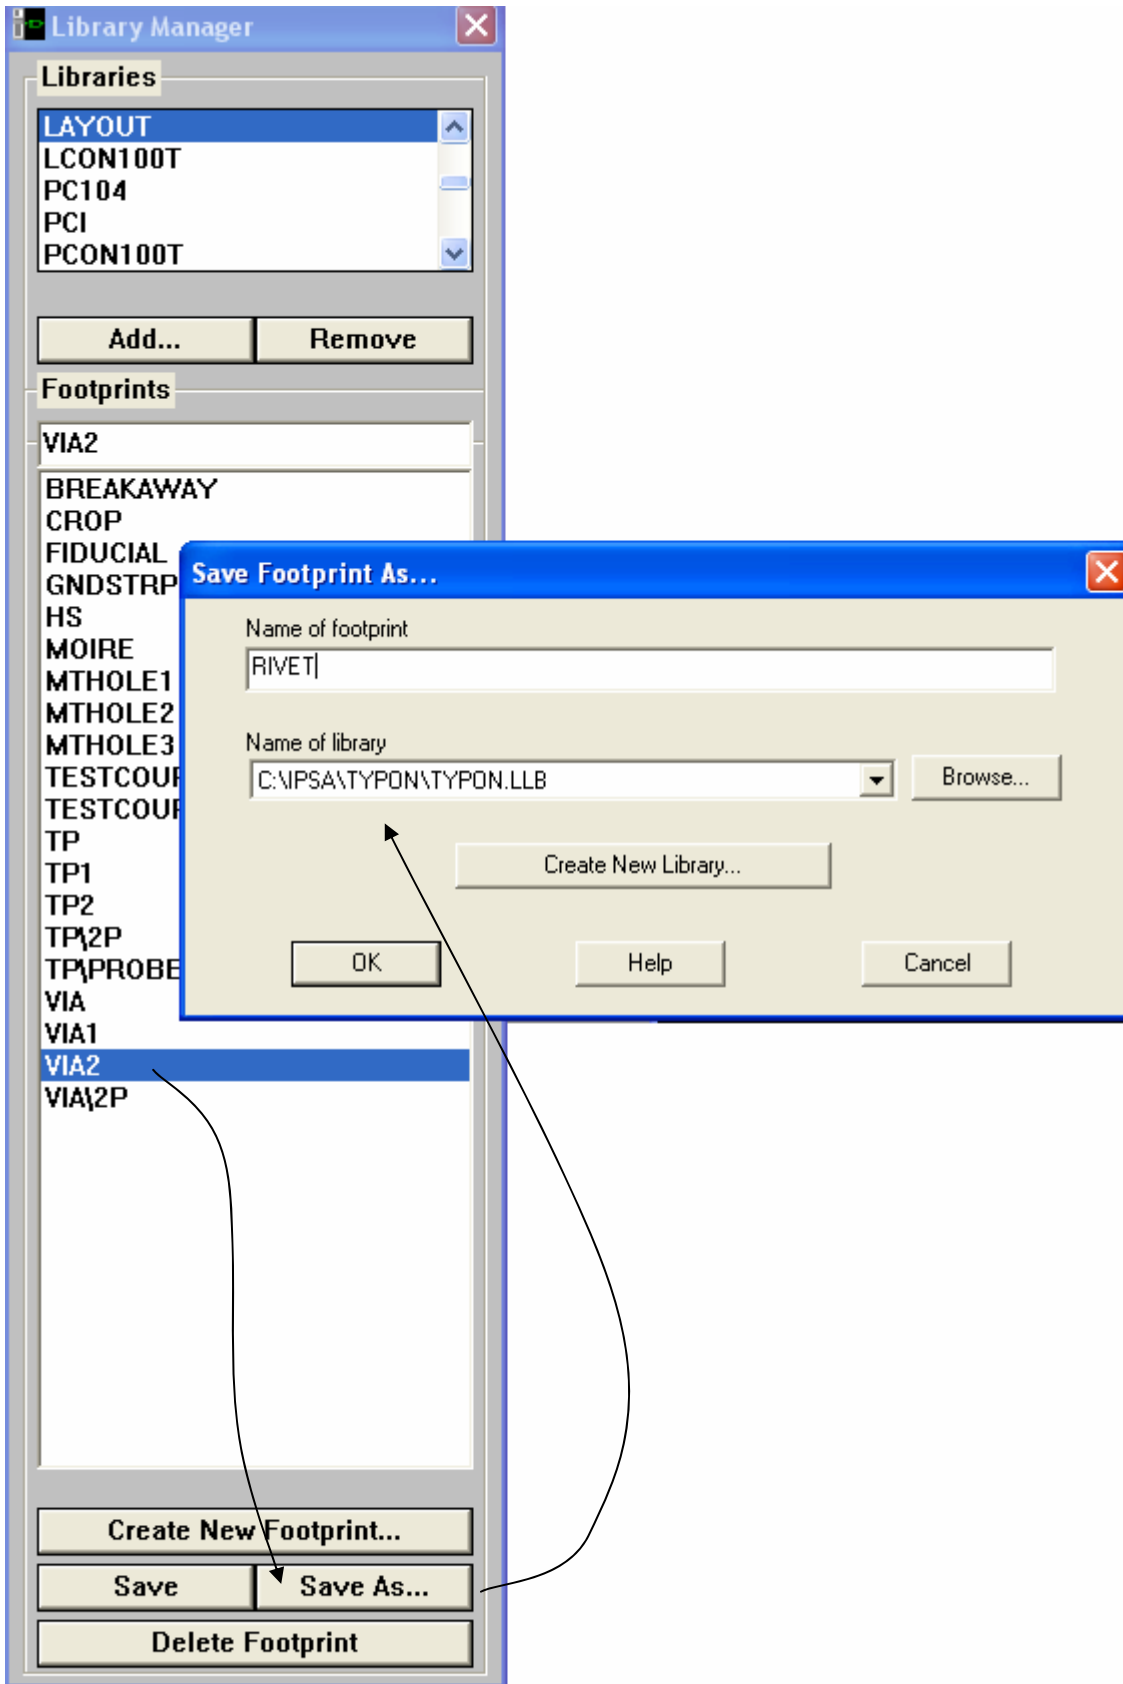 Library Manager
Libraries
LAYOUT
LCON100T
PC104
PCI
PCON100T
Add... Remove
Footprints
VIA2
BREAKAWAY
CROP
FIDUCIAL
GNDSTRP
HS
MOIRE
MTHOLE1
MTHOLE2
MTHOLE3
TESTCOUP
TESTCOUP
TP
TP1
TP2
TP\2P
TP\PROBE
VIA
VIA1
VIA2
VIA\2P
Create New Footprint...
Save Save As...
Delete Footprint
Save Footprint As...
Name of footprint
RIVET
Name of library
C:\IPSA\TYPON\TYPON.LLB Browse...
Create New Library...
OK Help Cancel